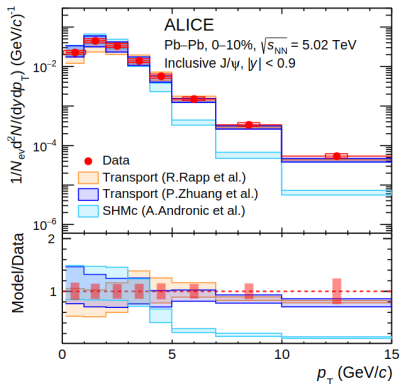 ALICE
Pb–Pb, 0–10%, √sNN = 5.02 TeV
Inclusive J/ψ, |y| < 0.9
1/Nev d²N/(dy dpT) (GeV/c)⁻¹
10⁻²
10⁻⁴
10⁻⁶
Data
Transport (R.Rapp et al.)
Transport (P.Zhuang et al.)
SHMc (A.Andronic et al.)
Model/Data
2
1
0 5 10 15
pT (GeV/c)